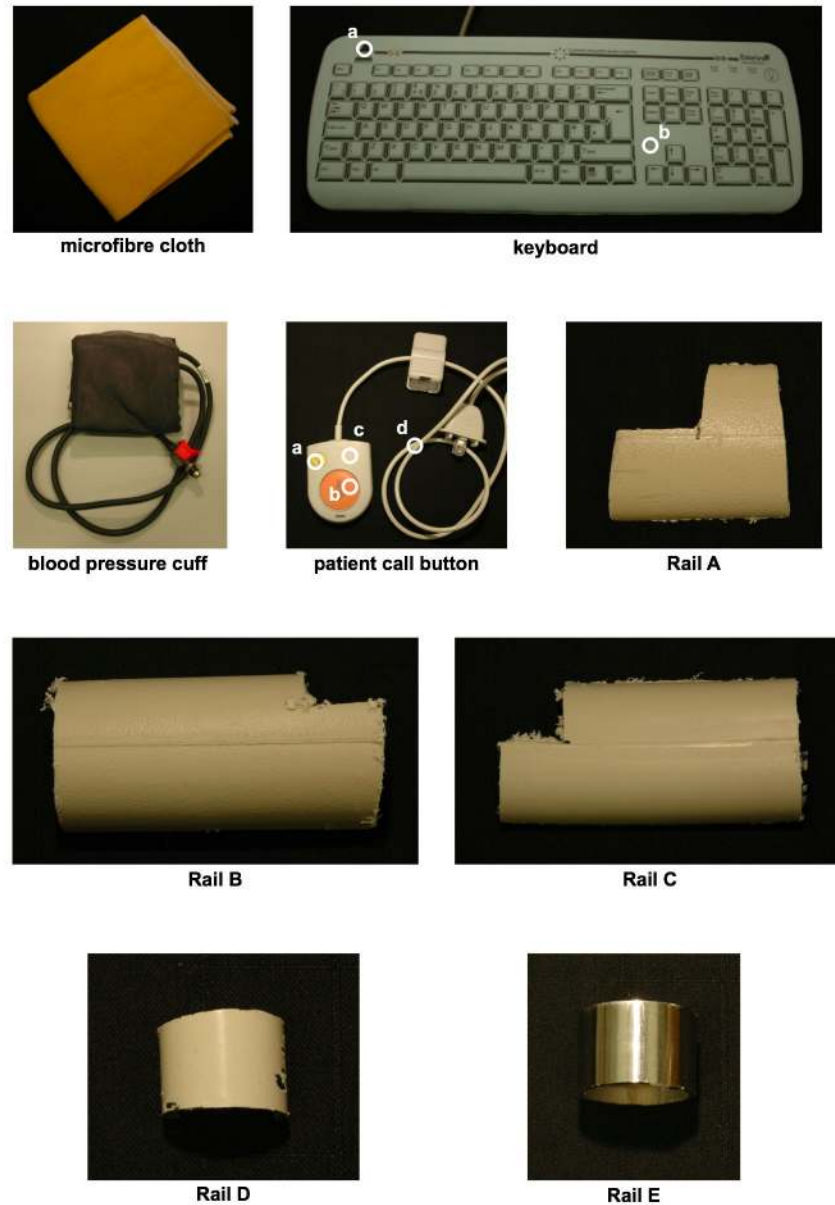 a
b
microfibre cloth
keyboard
a
c
d
b
blood pressure cuff
patient call button
Rail A
Rail B
Rail C
Rail D
Rail E